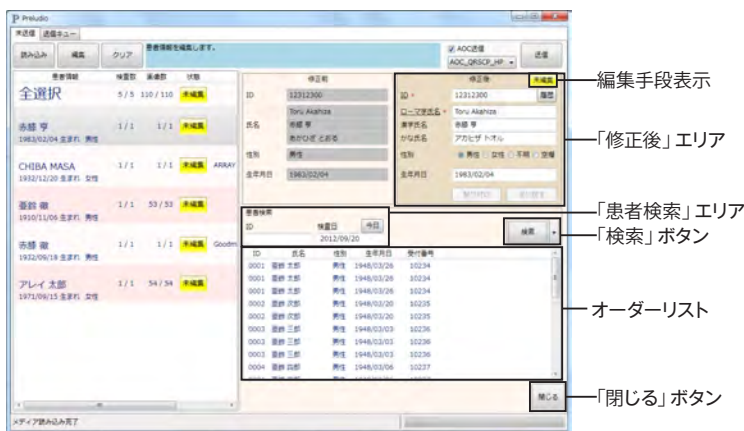 Preludio
未送信 送信キュー
読み込み 編集 クリア 患者情報を編集します。 AOC送信 送信
AOC_QRSCP_HP
患者情報 検査数 画像数 状態
全選択 5/5 110/110 未編集
赤膝 亨 1/1 1/1 未編集
1983/02/04 生まれ 男性
CHIBA MASA 1/1 1/1 未編集 ARRAY
1932/12/20 生まれ 女性
亜鈴 徹 1/1 53/53 未編集
1910/11/06 生まれ 男性
赤膝 徹 1/1 1/1 未編集 Goodm
1932/09/18 生まれ 男性
アレイ 太郎 1/1 54/54 未編集
1971/09/15 生まれ 女性
修正前
ID 12312300
氏名 Toru Akahiza
赤膝 亨
あかひざ とおる
性別 男性
生年月日 1983/02/04
修正後 未編集
ID * 12312300 履歴
ローマ字氏名 * Toru Akahiza
漢字氏名 赤膝 亨
かな氏名 アカヒザ トオル
性別 男性 女性 不明 空欄
生年月日 1983/02/04
患者検索
ID 検査日 今日
2012/09/20
検索
ID 氏名 性別 生年月日 受付番号
0001 亜鈴 太郎 男性 1948/03/26 10234
0001 亜鈴 太郎 男性 1948/03/26 10234
0001 亜鈴 太郎 男性 1948/03/26 10234
0002 亜鈴 次郎 男性 1948/03/20 10235
0002 亜鈴 次郎 男性 1948/03/20 10235
0003 亜鈴 三郎 男性 1948/03/03 10236
0003 亜鈴 三郎 男性 1948/03/03 10236
0003 亜鈴 三郎 男性 1948/03/03 10236
0004 亜鈴 四郎 男性 1948/03/06 10237
閉じる
メディア読み込み完了
編集手段表示
「修正後」エリア
「患者検索」エリア
「検索」ボタン
オーダーリスト
「閉じる」ボタン